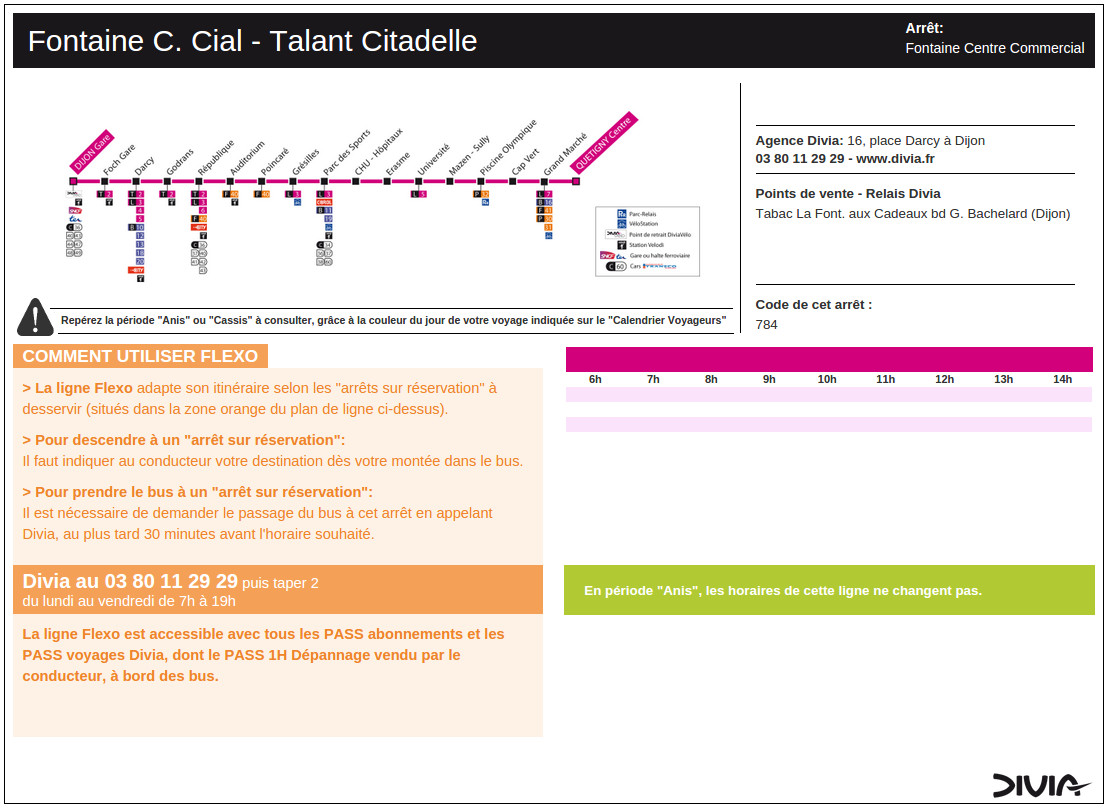 Fontaine C. Cial - Talant Citadelle
Arrêt:
Fontaine Centre Commercial
DIJON Gare
Foch Gare
Darcy
Godrans
République
Auditorium
Poincaré
Grésilles
Parc des Sports
CHU - Hôpitaux
Erasme
Université
Mazen - Sully
Piscine Olympique
Cap Vert
Grand Marché
QUETIGNY Centre
Parc-Relais
VéloStation
Point de retrait DiviaVélo
Station Velodi
Gare ou halte ferroviaire
C 60 Cars TRANSCO
Agence Divia: 16, place Darcy à Dijon
03 80 11 29 29 - www.divia.fr
Points de vente - Relais Divia
Tabac La Font. aux Cadeaux bd G. Bachelard (Dijon)
Code de cet arrêt :
784
Repérez la période "Anis" ou "Cassis" à consulter, grâce à la couleur du jour de votre voyage indiquée sur le "Calendrier Voyageurs"
COMMENT UTILISER FLEXO
> La ligne Flexo adapte son itinéraire selon les "arrêts sur réservation" à
desservir (situés dans la zone orange du plan de ligne ci-dessus).
> Pour descendre à un "arrêt sur réservation":
Il faut indiquer au conducteur votre destination dès votre montée dans le bus.
> Pour prendre le bus à un "arrêt sur réservation":
Il est nécessaire de demander le passage du bus à cet arrêt en appelant
Divia, au plus tard 30 minutes avant l'horaire souhaité.
Divia au 03 80 11 29 29 puis taper 2
du lundi au vendredi de 7h à 19h
La ligne Flexo est accessible avec tous les PASS abonnements et les
PASS voyages Divia, dont le PASS 1H Dépannage vendu par le
conducteur, à bord des bus.
6h 7h 8h 9h 10h 11h 12h 13h 14h
En période "Anis", les horaires de cette ligne ne changent pas.
DIVIA